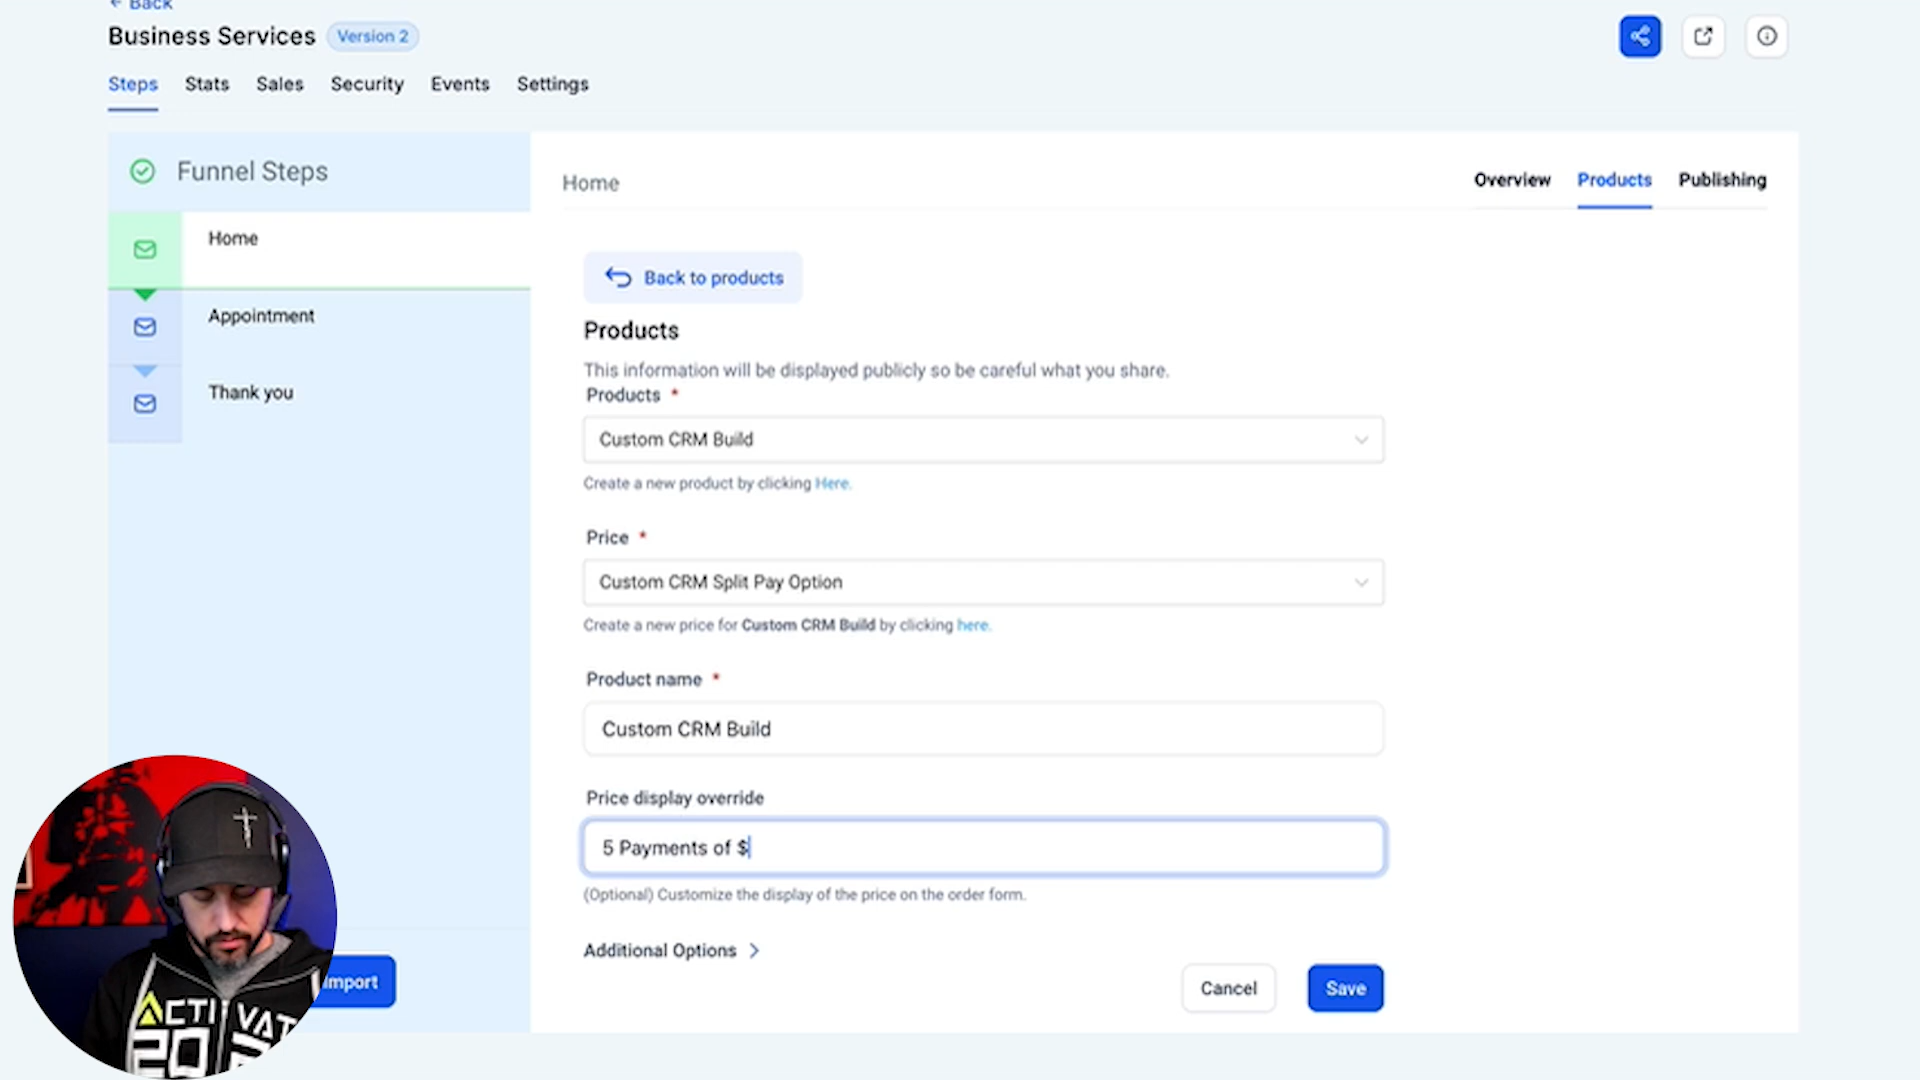 ← Back
Business Services Version 2
Steps Stats Sales Security Events Settings
Funnel Steps
Home
Appointment
Thank you
Import
Home
Overview Products Publishing
Back to products
Products
This information will be displayed publicly so be careful what you share.
Products *
Custom CRM Build
Create a new product by clicking Here.
Price *
Custom CRM Split Pay Option
Create a new price for Custom CRM Build by clicking here.
Product name *
Custom CRM Build
Price display override
5 Payments of $
(Optional) Customize the display of the price on the order form.
Additional Options
Cancel Save
ACTIVAT
20